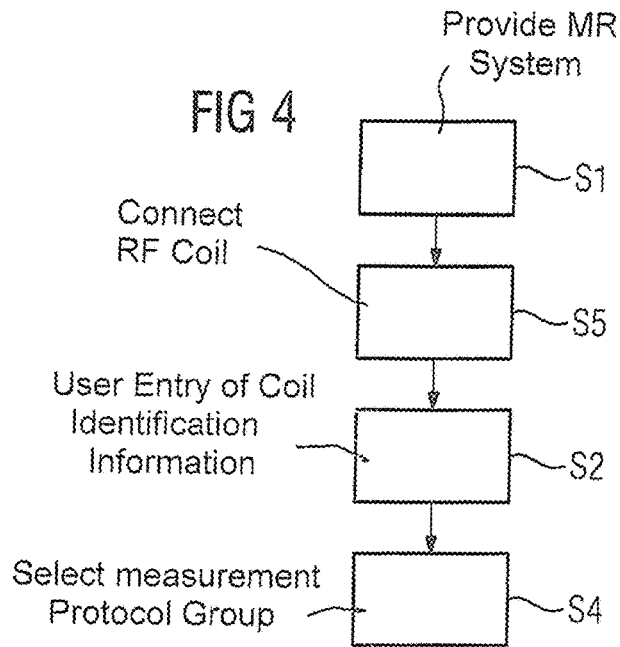 Provide MR
System
FIG 4
S1
Connect
RF Coil
S5
User Entry of Coil
Identification
Information
S2
Select measurement
Protocol Group
S4